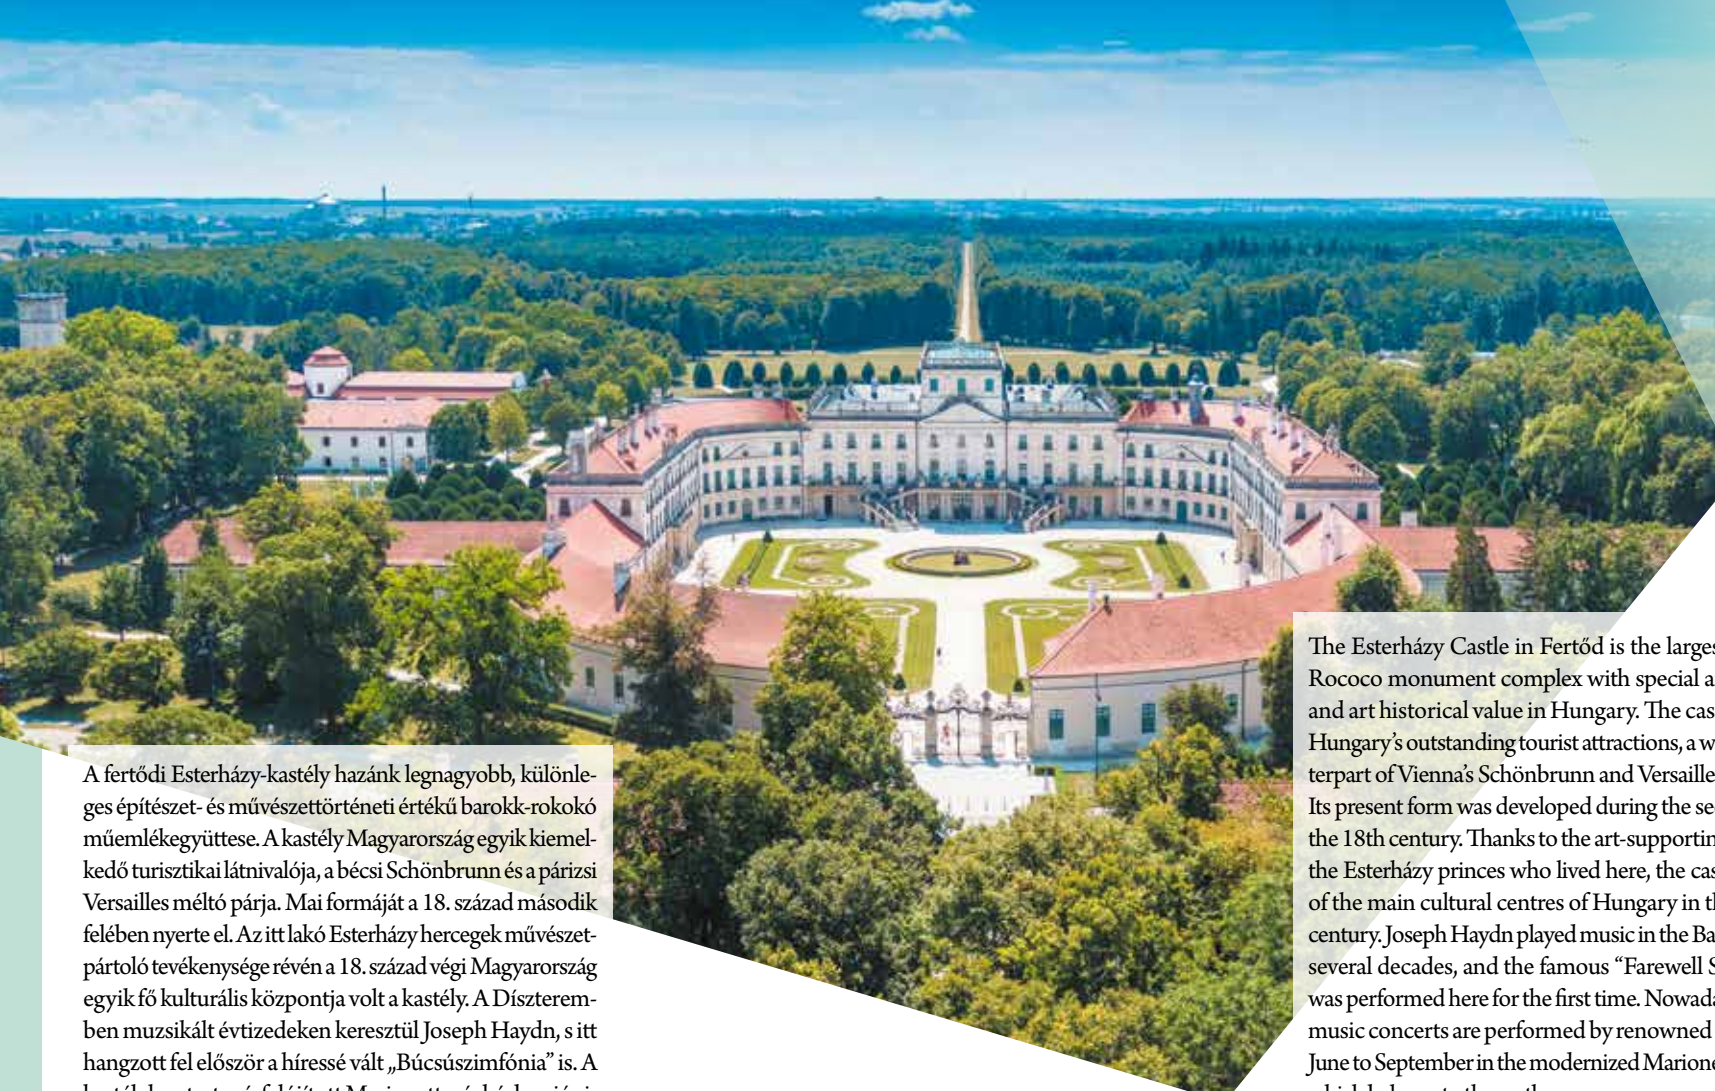 A fertődi Esterházy-kastély hazánk legnagyobb, különle-
ges építészet- és művészettörténeti értékű barokk-rokokó
műemlékegyüttese. A kastély Magyarország egyik kiemel-
kedő turisztikai látnivalója, a bécsi Schönbrunn és a párizsi
Versailles méltó párja. Mai formáját a 18. század második
felében nyerte el. Az itt lakó Esterházy hercegek művészet-
pártoló tevékenysége révén a 18. század végi Magyarország
egyik fő kulturális központja volt a kastély. A Díszterem-
ben muzsikált évtizedeken keresztül Joseph Haydn, s itt
hangzott fel először a híressé vált „Búcsúszimfónia” is. A
The Esterházy Castle in Fertőd is the larges
Rococo monument complex with special a
and art historical value in Hungary. The cas
Hungary’s outstanding tourist attractions, a w
terpart of Vienna’s Schönbrunn and Versaille
Its present form was developed during the se
the 18th century. Thanks to the art-supportin
the Esterházy princes who lived here, the cas
of the main cultural centres of Hungary in th
century. Joseph Haydn played music in the Ba
several decades, and the famous “Farewell S
was performed here for the first time. Nowada
music concerts are performed by renowned
June to September in the modernized Marione